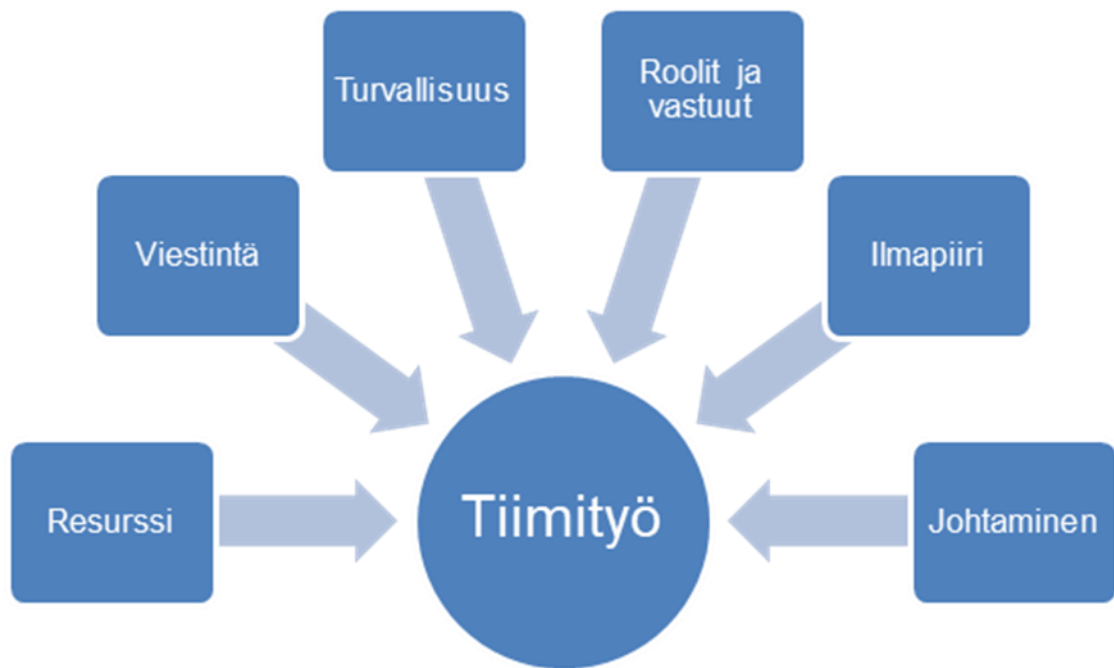 Turvallisuus
Roolit ja
vastuut
Viestintä
Ilmapiiri
Resurssi
Tiimityö
Johtaminen